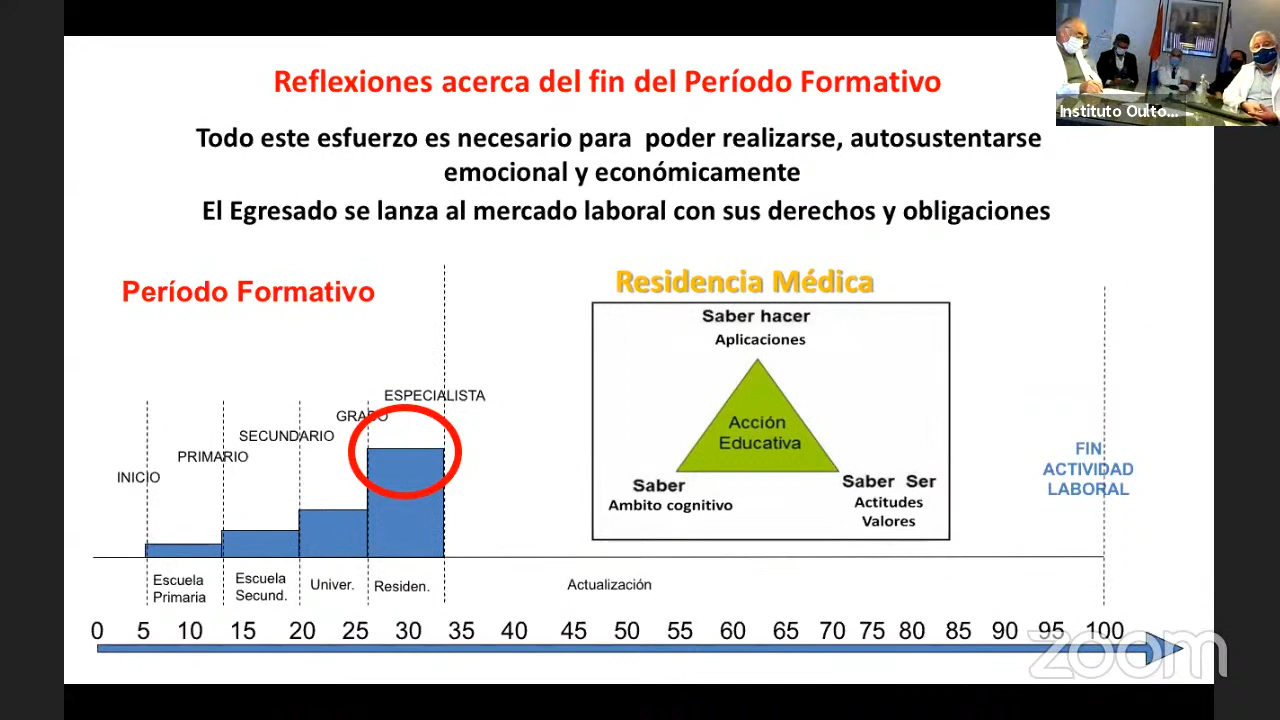 Reflexiones acerca del fin del Período Formativo
Instituto Oulto...
Todo este esfuerzo es necesario para poder realizarse, autosustentarse
emocional y económicamente
El Egresado se lanza al mercado laboral con sus derechos y obligaciones
Período Formativo
ESPECIALISTA
GRADO
SECUNDARIO
PRIMARIO
INICIO
Residencia Médica
Saber hacer
Aplicaciones
Acción
Educativa
Saber
Ambito cognitivo
Saber Ser
Actitudes
Valores
FIN
ACTIVIDAD
LABORAL
Escuela
Primaria
Escuela
Secund.
Univer.
Residen.
Actualización
0 5 10 15 20 25 30 35 40 45 50 55 60 65 70 75 80 85 90 95 100
zoom